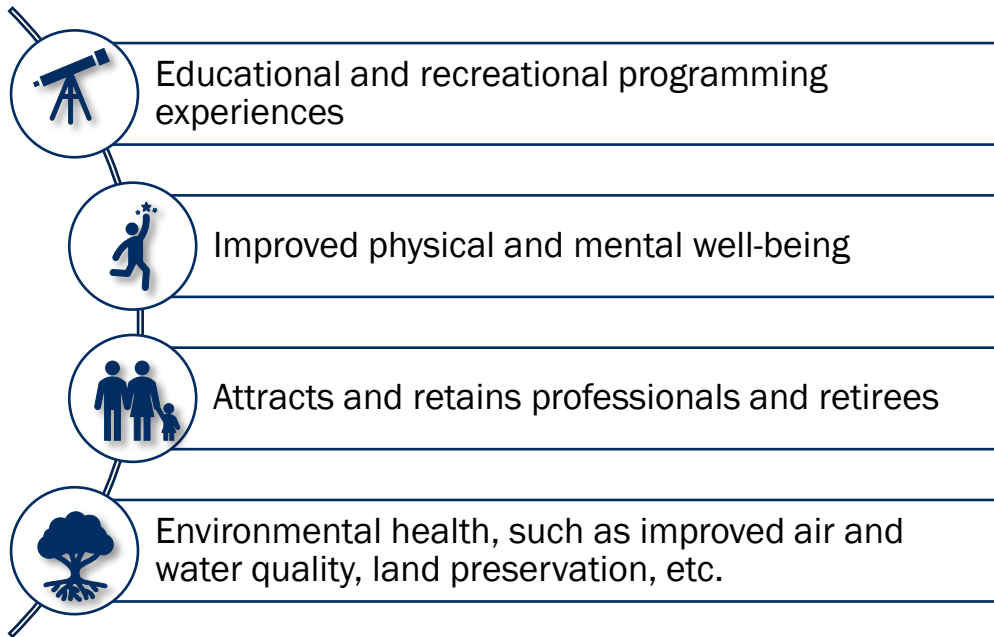 Educational and recreational programming
experiences
Improved physical and mental well-being
Attracts and retains professionals and retirees
Environmental health, such as improved air and
water quality, land preservation, etc.